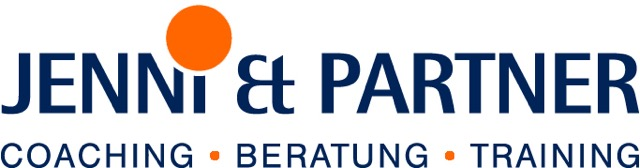 JENNi & PARTNER
COACHING • BERATUNG • TRAINING